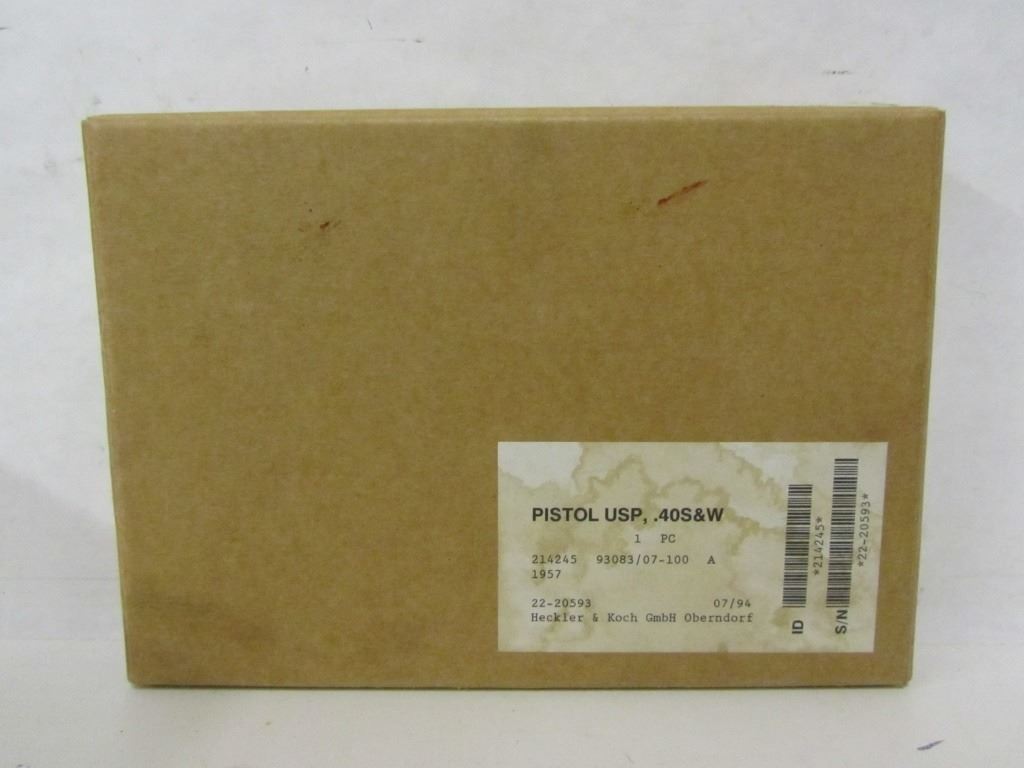 PISTOL USP, .40S&W
1 PC
214245 93083/07-100 A
1957
22-20593 07/94
Heckler & Koch GmbH Oberndorf
ID
*214245*
S/N
*22-20593*